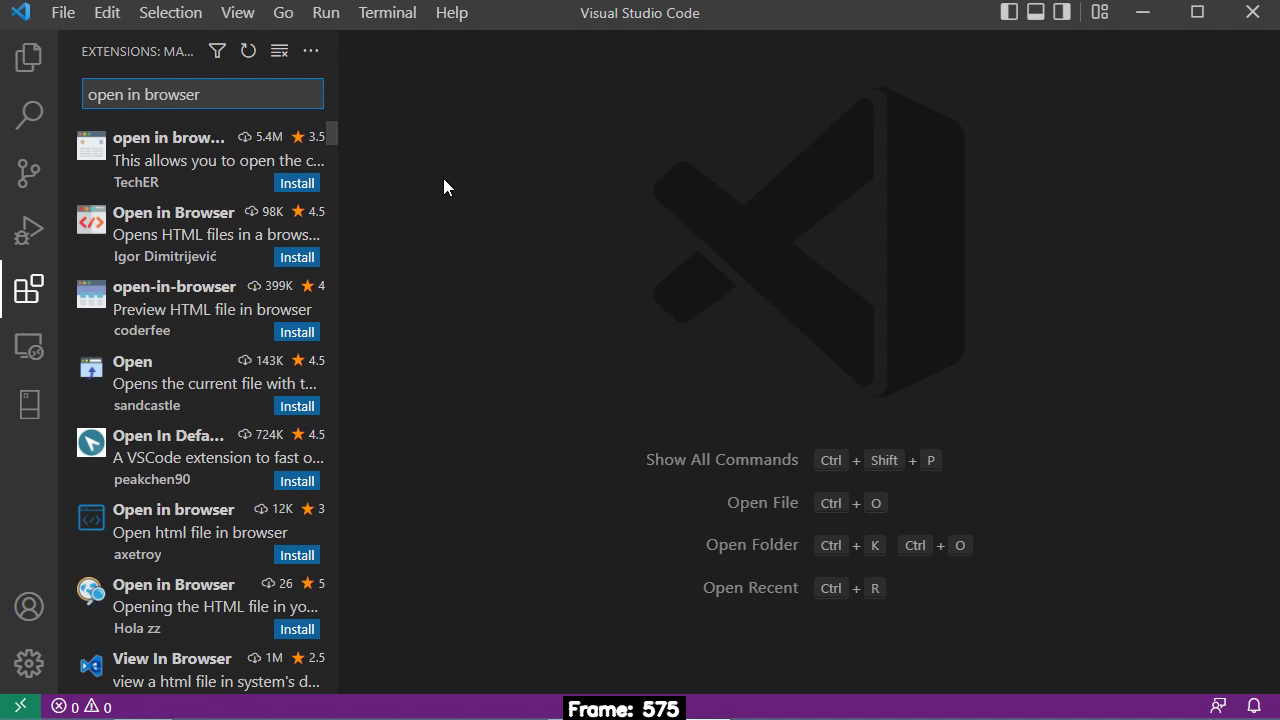 File Edit Selection View Go Run Terminal Help Visual Studio Code
EXTENSIONS: MA...
open in browser
open in brow... 5.4M 3.5
This allows you to open the c...
TechER Install
Open in Browser 98K 4.5
Opens HTML files in a brows...
Igor Dimitrijević Install
open-in-browser 399K 4
Preview HTML file in browser
coderfee Install
Open 143K 4.5
Opens the current file with t...
sandcastle Install
Open In Defa... 724K 4.5
A VSCode extension to fast o...
peakchen90 Install
Open in browser 12K 3
Open html file in browser
axetroy Install
Open in Browser 26 5
Opening the HTML file in yo...
Hola zz Install
View In Browser 1M 2.5
view a html file in system's d...
Show All Commands Ctrl + Shift + P
Open File Ctrl + O
Open Folder Ctrl + K Ctrl + O
Open Recent Ctrl + R
0 0
Frame: 575